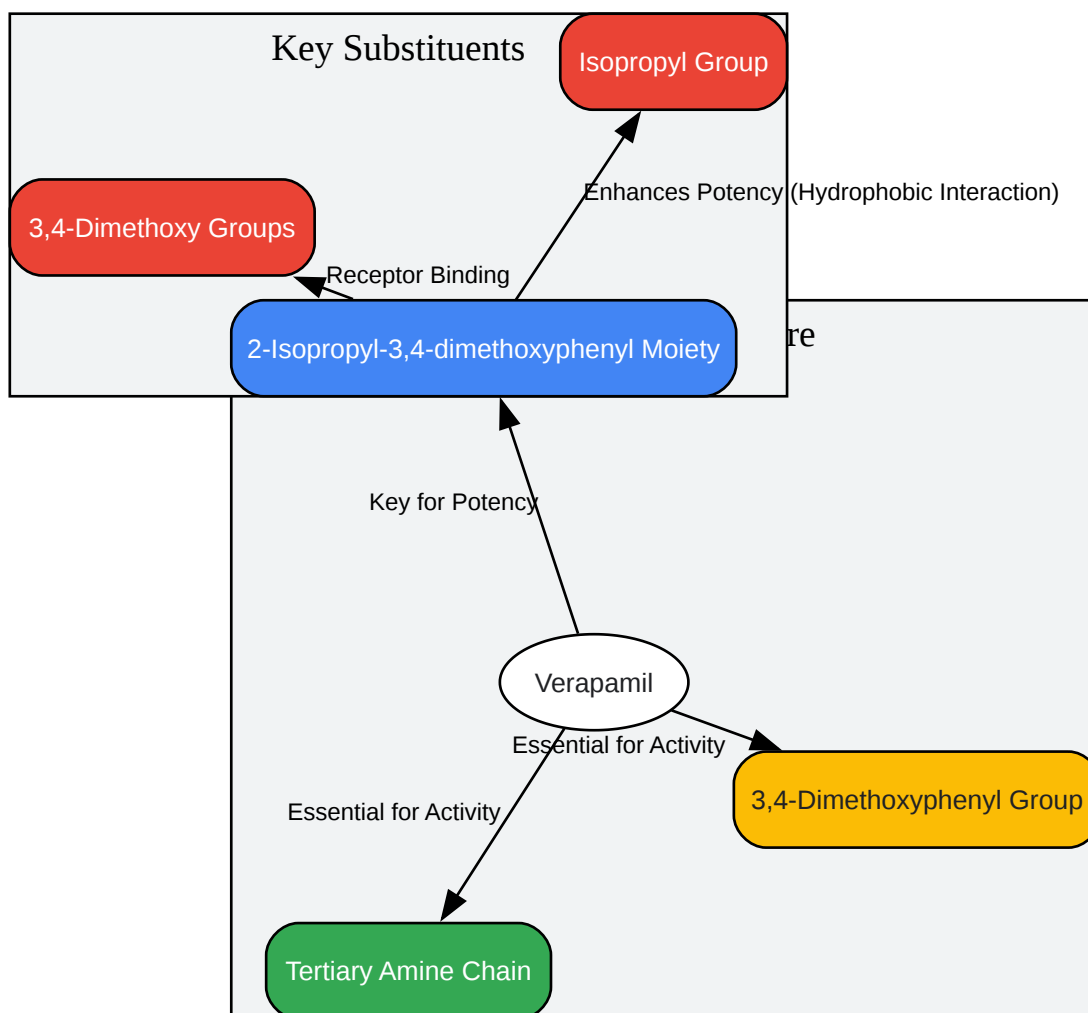 Key Substituents
Isopropyl Group
Enhances Potency (Hydrophobic Interaction)
3,4-Dimethoxy Groups
Receptor Binding
2-Isopropyl-3,4-dimethoxyphenyl Moiety
re
Key for Potency
Verapamil
Essential for Activity
3,4-Dimethoxyphenyl Group
Essential for Activity
Tertiary Amine Chain